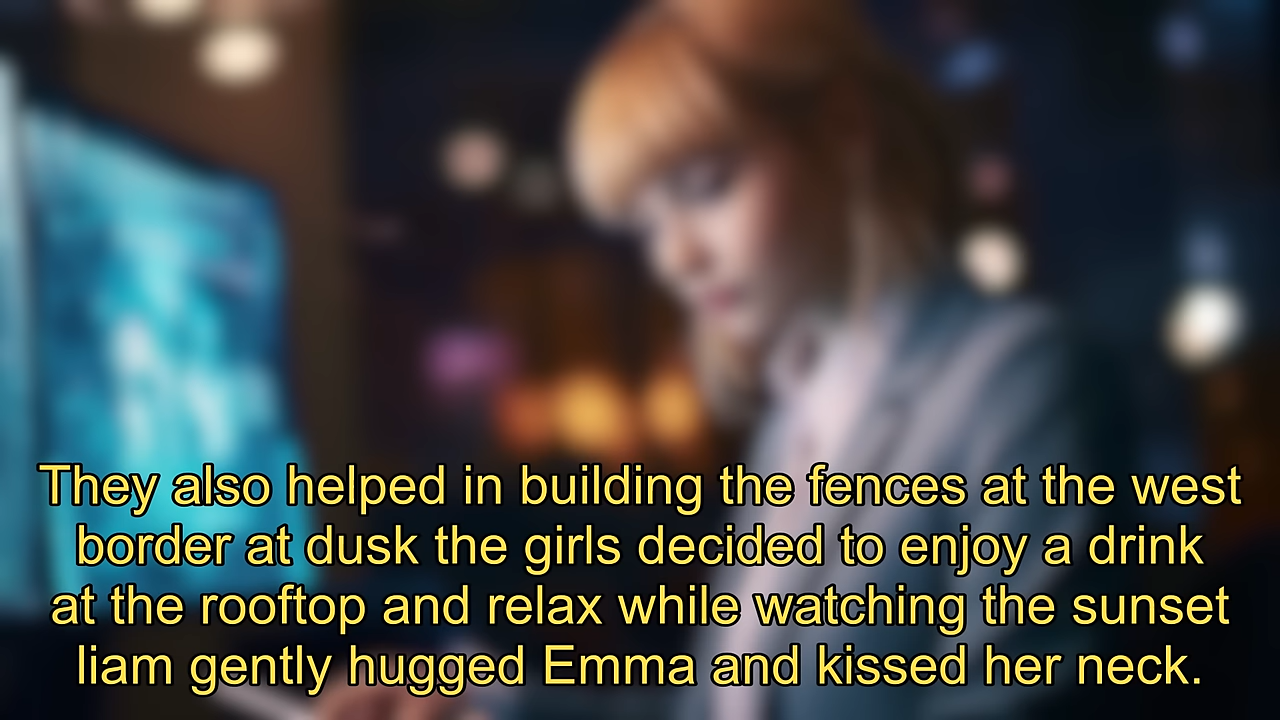 They also helped in building the fences at the west
border at dusk the girls decided to enjoy a drink
at the rooftop and relax while watching the sunset
liam gently hugged Emma and kissed her neck.